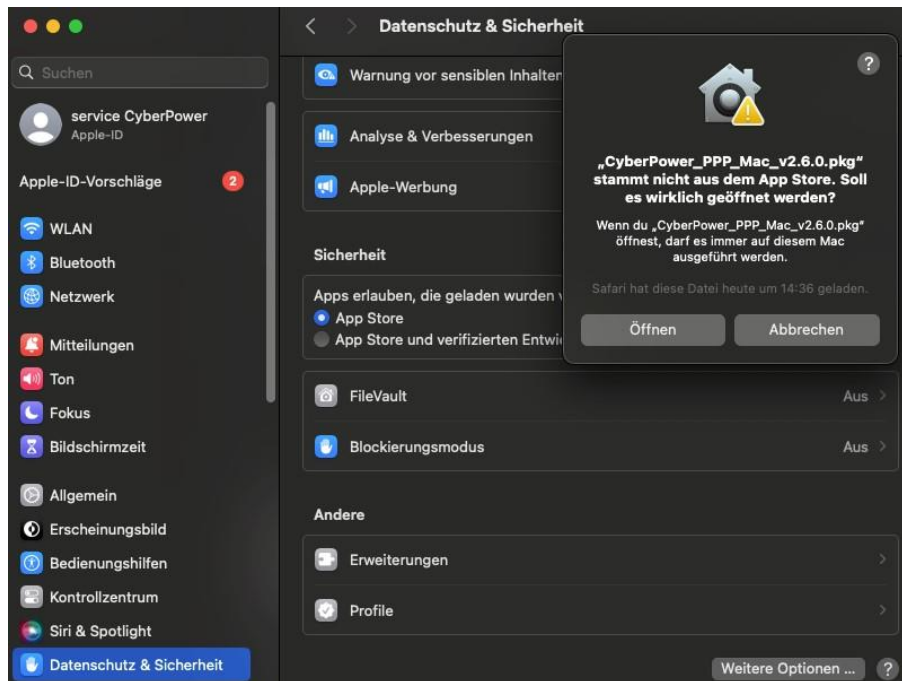 Suchen
service CyberPower
Apple-ID
Apple-ID-Vorschläge 2
WLAN
Bluetooth
Netzwerk
Mitteilungen
Ton
Fokus
Bildschirmzeit
Allgemein
Erscheinungsbild
Bedienungshilfen
Kontrollzentrum
Siri & Spotlight
Datenschutz & Sicherheit
Datenschutz & Sicherheit
Warnung vor sensiblen Inhalten
Analyse & Verbesserungen
Apple-Werbung
Sicherheit
Apps erlauben, die geladen wurden
App Store
App Store und verifizierten
FileVault Aus
Blockierungsmodus Aus
Andere
Erweiterungen
Profile
Weitere Optionen ... ?
?
„CyberPower_PPP_Mac_v2.6.0.pkg“
stammt nicht aus dem App Store. Soll
es wirklich geöffnet werden?
Wenn du „CyberPower_PPP_Mac_v2.6.0.pkg“
öffnest, darf es immer auf diesem Mac
ausgeführt werden.
Safari hat diese Datei heute um 14:36 geladen.
Öffnen Abbrechen